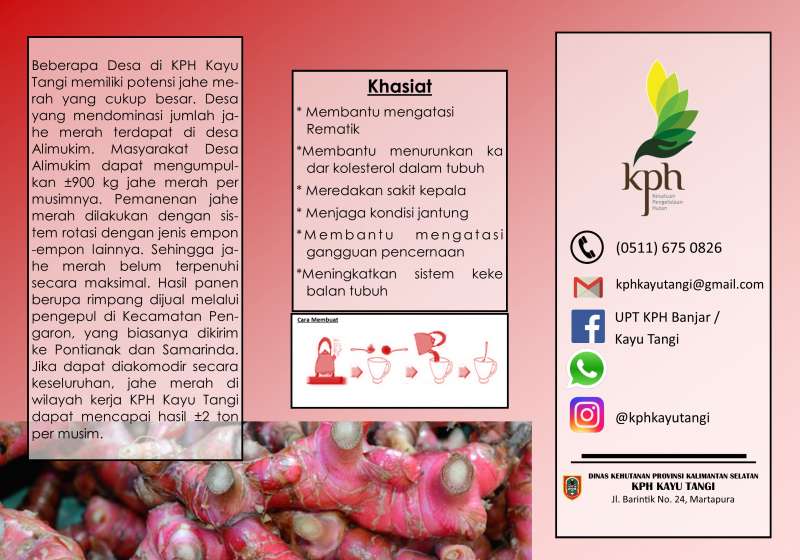 Beberapa Desa di KPH Kayu
Tangi memiliki potensi jahe me-
rah yang cukup besar. Desa
yang mendominasi jumlah ja-
he merah terdapat di desa
Alimukim. Masyarakat Desa
Alimukim dapat mengumpul-
kan ±900 kg jahe merah per
musimnya. Pemanenan jahe
merah dilakukan dengan sis-
tem rotasi dengan jenis empon
-empon lainnya. Sehingga ja-
he merah belum terpenuhi
secara maksimal. Hasil panen
berupa rimpang dijual melalui
pengepul di Kecamatan Pen-
garon, yang biasanya dikirim
ke Pontianak dan Samarinda.
Jika dapat diakomodir secara
keseluruhan, jahe merah di
wilayah kerja KPH Kayu Tangi
dapat mencapai hasil ±2 ton
per musim.
Khasiat
* Membantu mengatasi
Rematik
*Membantu menurunkan ka
dar kolesterol dalam tubuh
* Meredakan sakit kepala
* Menjaga kondisi jantung
*Membantu mengatasi
gangguan pencernaan
*Meningkatkan sistem keke
balan tubuh
Cara Membuat
kph
Kesatuan
Pengelolaan
Hutan
(0511) 675 0826
kphkayutangi@gmail.com
UPT KPH Banjar /
Kayu Tangi
@kphkayutangi
DINAS KEHUTANAN PROVINSI KALIMANTAN SELATAN
KPH KAYU TANGI
Jl. Barintik No. 24, Martapura